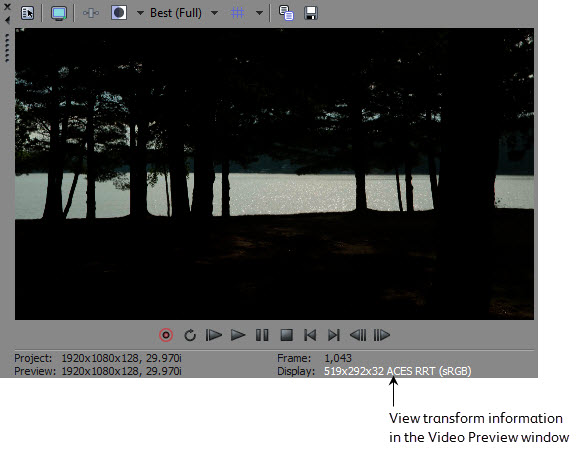 Best (Full)
Project: 1920x1080x128, 29.970i Frame: 1,043
Preview: 1920x1080x128, 29.970i Display: 519x292x32 ACES RRT (sRGB)
View transform information
in the Video Preview window